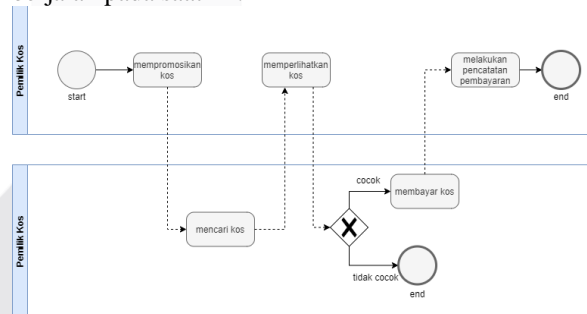 Pemilik Kos
start
mempromosikan
kos
memperlihatkan
kos
melakukan
pencatatan
pembayaran
end
Pemilik Kos
mencari kos
cocok
membayar kos
tidak cocok
end